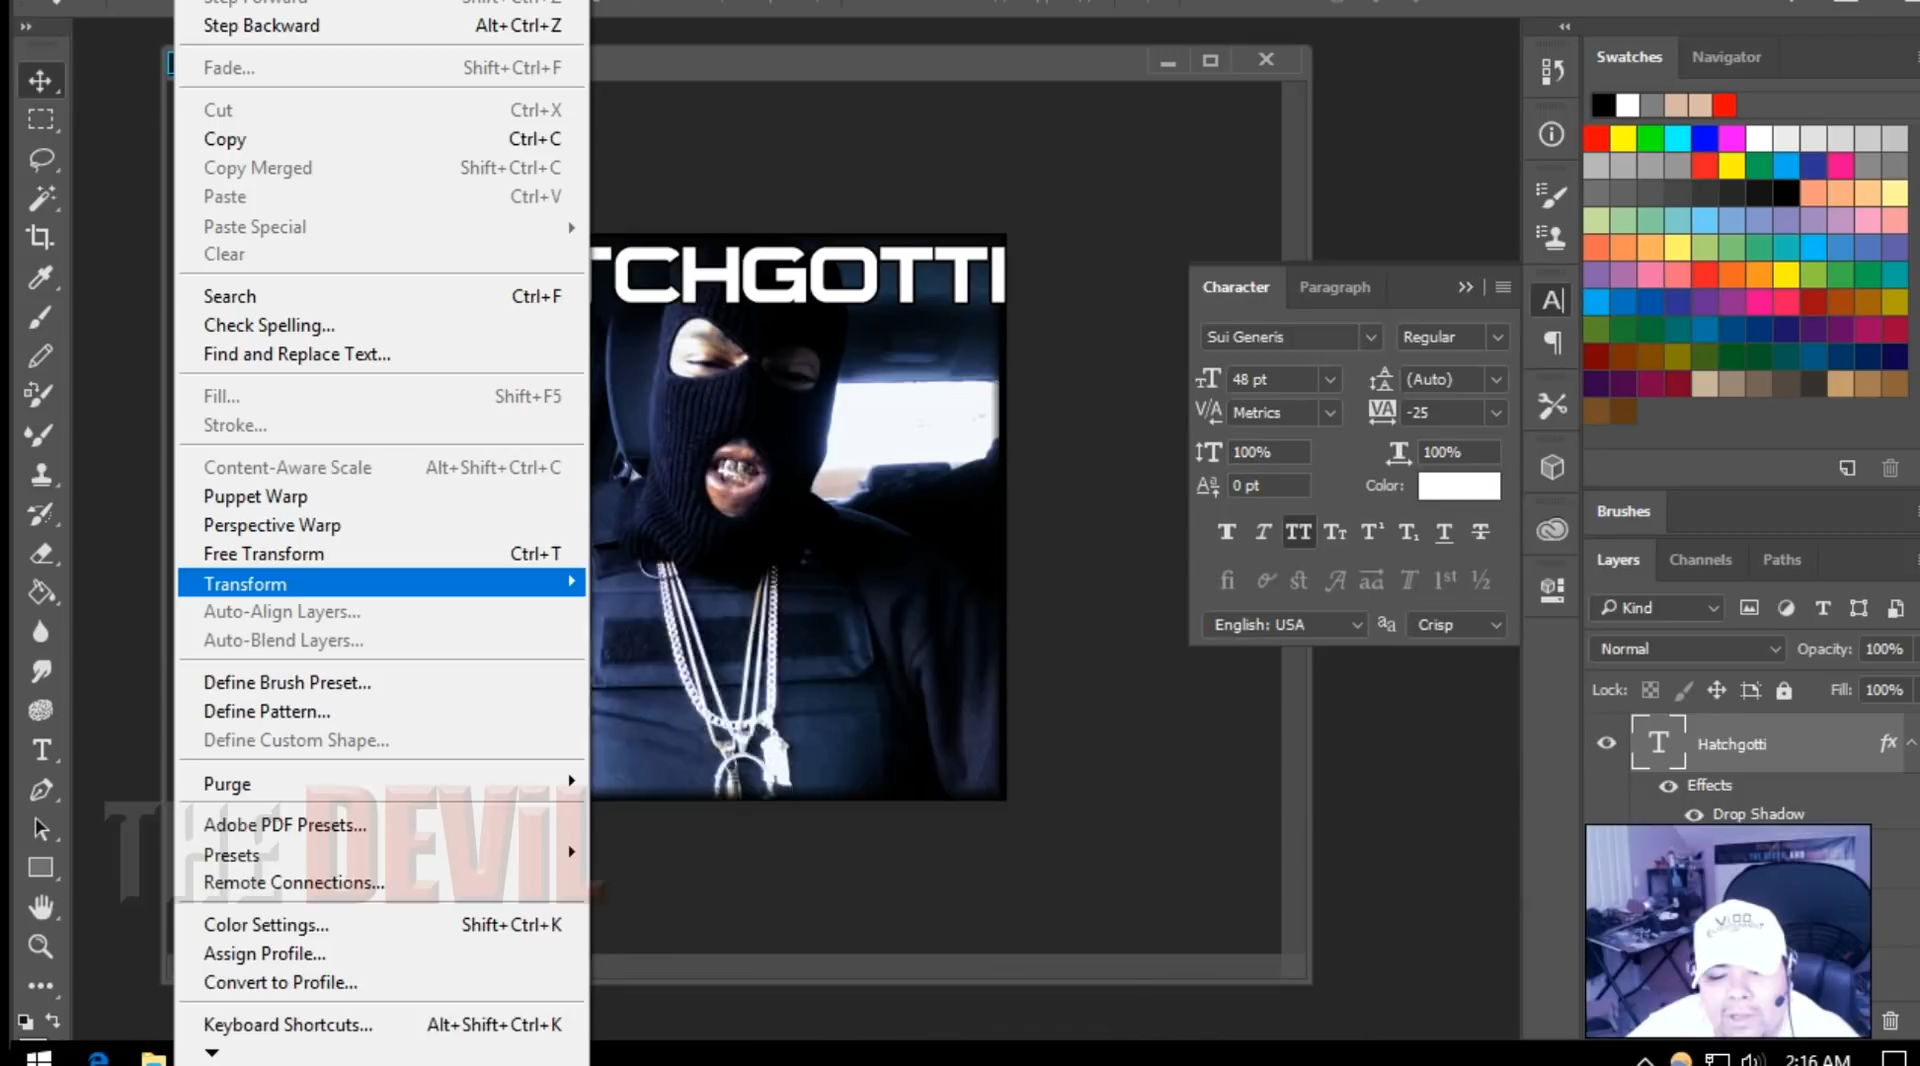 Step Forward Shift+Ctrl+Z
Step Backward Alt+Ctrl+Z
Fade... Shift+Ctrl+F
Cut Ctrl+X
Copy Ctrl+C
Copy Merged Shift+Ctrl+C
Paste Ctrl+V
Paste Special
Clear
Search Ctrl+F
Check Spelling...
Find and Replace Text...
Fill... Shift+F5
Stroke...
Content-Aware Scale Alt+Shift+Ctrl+C
Puppet Warp
Perspective Warp
Free Transform Ctrl+T
Transform
Auto-Align Layers...
Auto-Blend Layers...
Define Brush Preset...
Define Pattern...
Define Custom Shape...
Purge
Adobe PDF Presets...
Presets
Remote Connections...
Color Settings... Shift+Ctrl+K
Assign Profile...
Convert to Profile...
Keyboard Shortcuts... Alt+Shift+Ctrl+K
THE DEViL
TCHGOTTI
Character Paragraph
Sui Generis Regular
48 pt (Auto)
Metrics -25
100% 100%
0 pt Color:
English: USA Crisp
Swatches Navigator
Brushes
Layers Channels Paths
Kind
Normal Opacity: 100%
Lock: Fill: 100%
Hatchgotti fx
Effects
Drop Shadow
2:16 AM